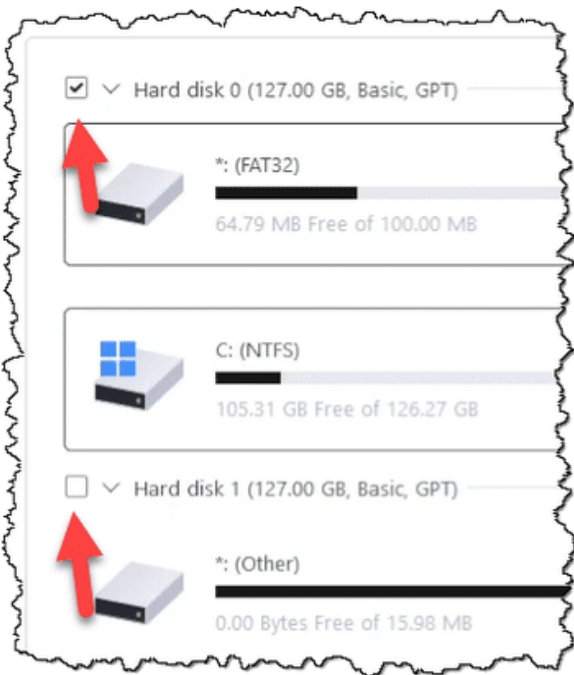 Hard disk 0 (127.00 GB, Basic, GPT)
*: (FAT32)
64.79 MB Free of 100.00 MB
C: (NTFS)
105.31 GB Free of 126.27 GB
Hard disk 1 (127.00 GB, Basic, GPT)
*: (Other)
0.00 Bytes Free of 15.98 MB